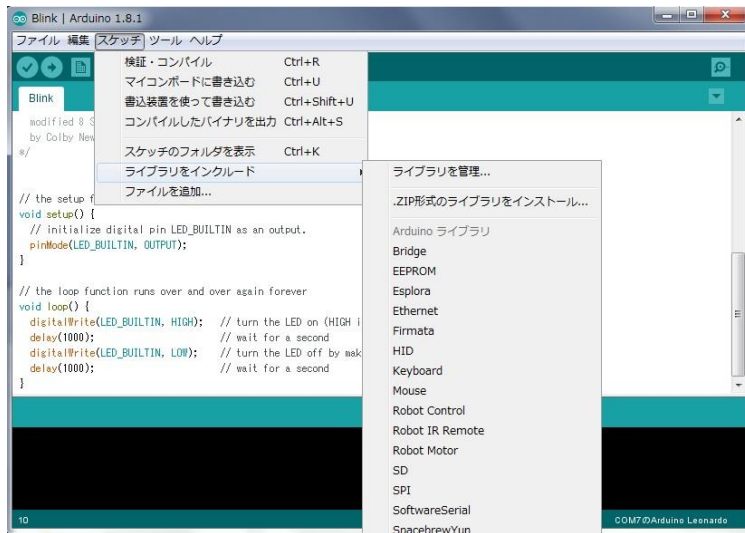 Blink | Arduino 1.8.1
ファイル 編集 スケッチ ツール ヘルプ
検証・コンパイル Ctrl+R
マイコンボードに書き込む Ctrl+U
書込装置を使って書き込む Ctrl+Shift+U
コンパイルしたバイナリを出力 Ctrl+Alt+S
スケッチのフォルダを表示 Ctrl+K
ライブラリをインクルード
ファイルを追加...
ライブラリを管理...
.ZIP形式のライブラリをインストール...
Arduino ライブラリ
Bridge
EEPROM
Esplora
Ethernet
Firmata
HID
Keyboard
Mouse
Robot Control
Robot IR Remote
Robot Motor
SD
SPI
SoftwareSerial
SpacebrewYun
Blink
modified 8 S
by Colby New
*/
// the setup f
void setup() {
// initialize digital pin LED_BUILTIN as an output.
pinMode(LED_BUILTIN, OUTPUT);
}
// the loop function runs over and over again forever
void loop() {
digitalWrite(LED_BUILTIN, HIGH); // turn the LED on (HIGH i
delay(1000); // wait for a second
digitalWrite(LED_BUILTIN, LOW); // turn the LED off by mak
delay(1000); // wait for a second
}
10
COM7のArduino Leonardo